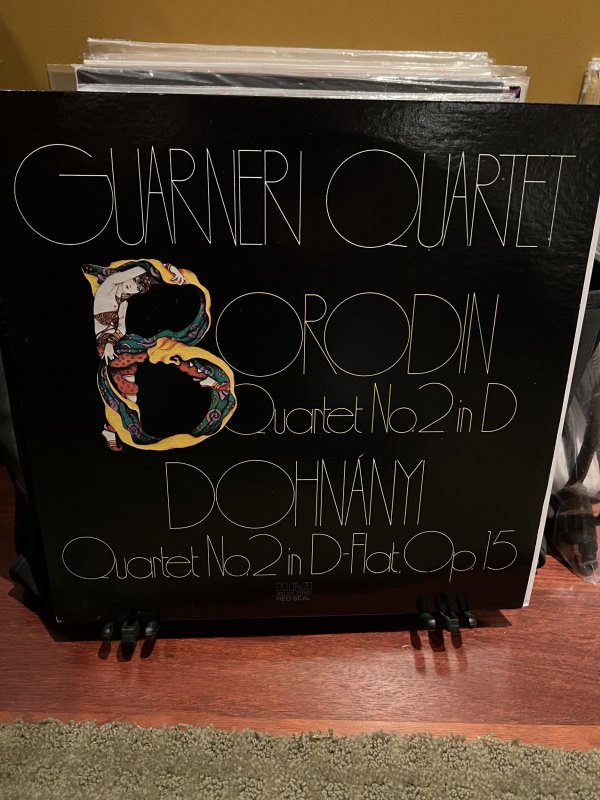 GUARNERI QUARTET
BORODIN
Quartet No.2 in D
DOHNÁNYI
Quartet No.2 in D-Flat, Op.15
RCA
RED SEAL